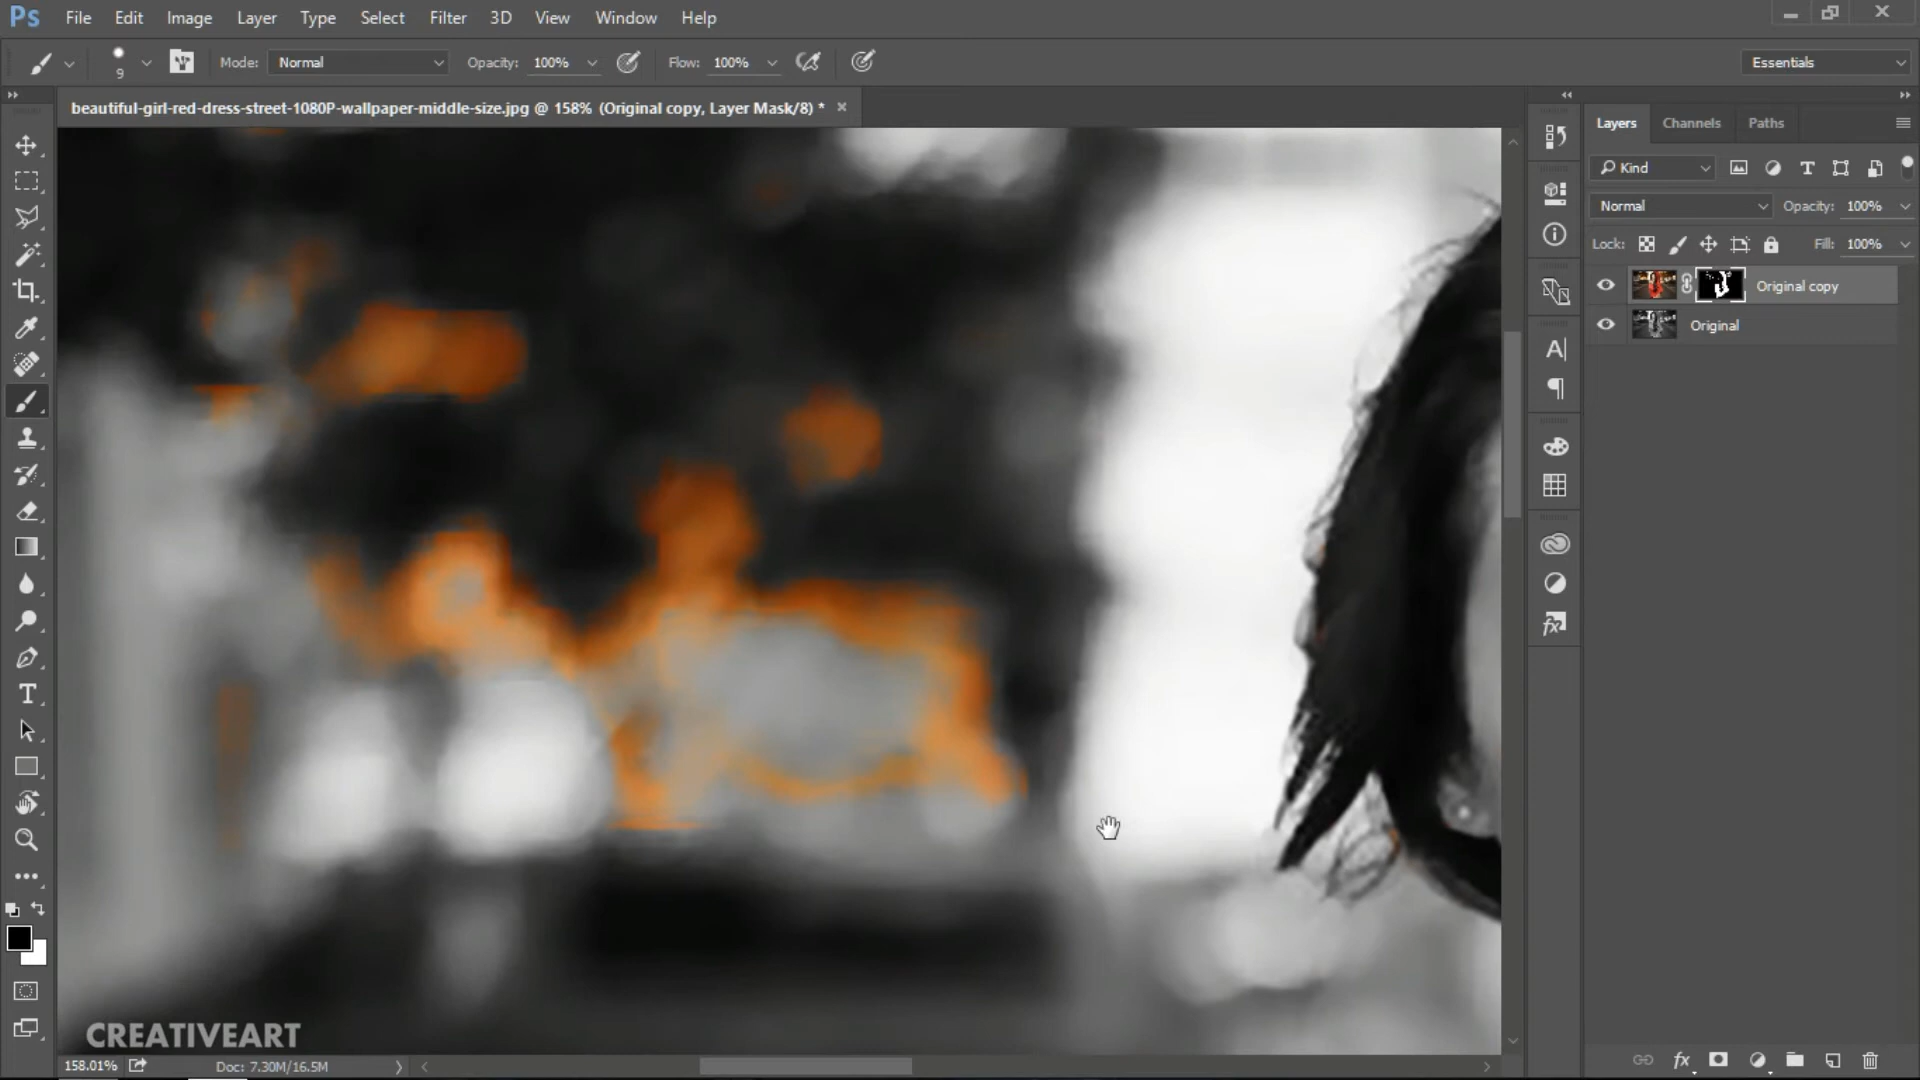 Ps File Edit Image Layer Type Select Filter 3D View Window Help
9 Mode: Normal Opacity: 100% Flow: 100% Essentials
beautiful-girl-red-dress-street-1080P-wallpaper-middle-size.jpg @ 158% (Original copy, Layer Mask/8) *
Layers Channels Paths
Kind
Normal Opacity: 100%
Lock: Fill: 100%
Original copy
Original
CREATIVEART
158.01% Doc: 7.30M/16.5M